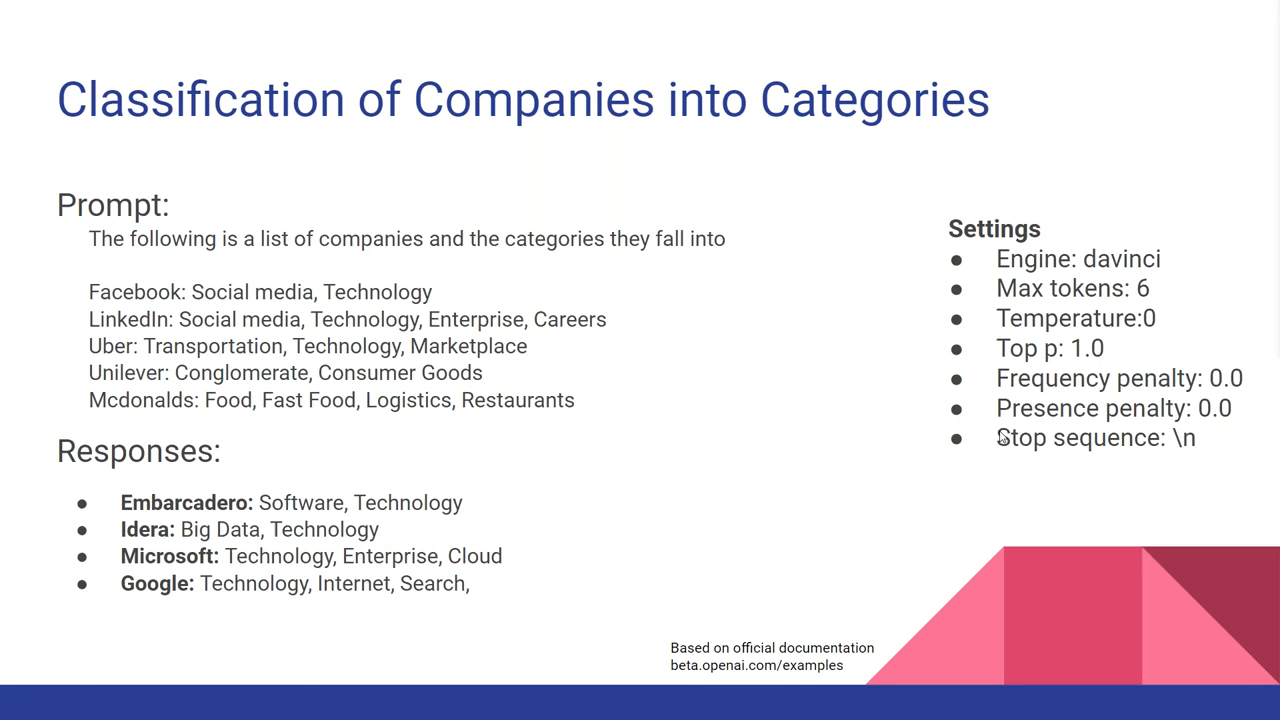 Classification of Companies into Categories
Prompt:
The following is a list of companies and the categories they fall into
Facebook: Social media, Technology
LinkedIn: Social media, Technology, Enterprise, Careers
Uber: Transportation, Technology, Marketplace
Unilever: Conglomerate, Consumer Goods
Mcdonalds: Food, Fast Food, Logistics, Restaurants
Responses:
● Embarcadero: Software, Technology
● Idera: Big Data, Technology
● Microsoft: Technology, Enterprise, Cloud
● Google: Technology, Internet, Search,
Settings
● Engine: davinci
● Max tokens: 6
● Temperature:0
● Top p: 1.0
● Frequency penalty: 0.0
● Presence penalty: 0.0
● Stop sequence: \n
Based on official documentation
beta.openai.com/examples